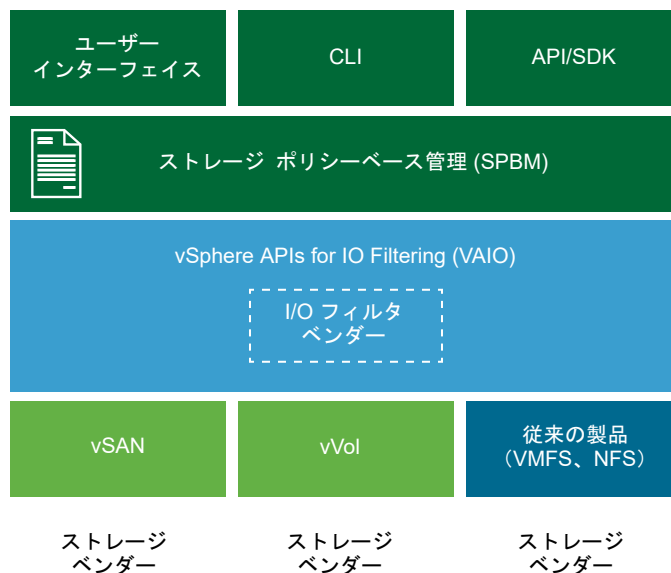 ユーザー
インターフェイス
CLI
API/SDK
ストレージ ポリシーベース管理 (SPBM)
vSphere APIs for IO Filtering (VAIO)
I/O フィルタ
ベンダー
vSAN
vVol
従来の製品
（VMFS、NFS）
ストレージ
ベンダー
ストレージ
ベンダー
ストレージ
ベンダー